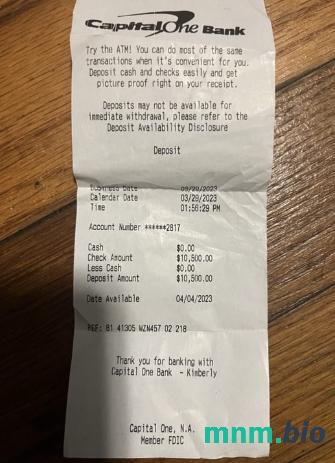 Capital One Bank
Try the ATM! You can do most of the same
transactions when it's convenient for you.
Deposit cash and checks easily and get
picture proof right on your receipt.
Deposits may not be available for
immediate withdrawal, please refer to the
Deposit Availability Disclosure
Deposit
Business Date 03/29/2023
Calendar Date 03/29/2023
Time 01:56:29 PM
Account Number ******2817
Cash $0.00
Check Amount $10,500.00
Less Cash $0.00
Deposit Amount $10,500.00
Date Available 04/04/2023
REF: 81 41305 WZN457 02 218
Thank you for banking with
Capital One Bank - Kimberly
Capital One, N.A.
Member FDIC
mnm.bio